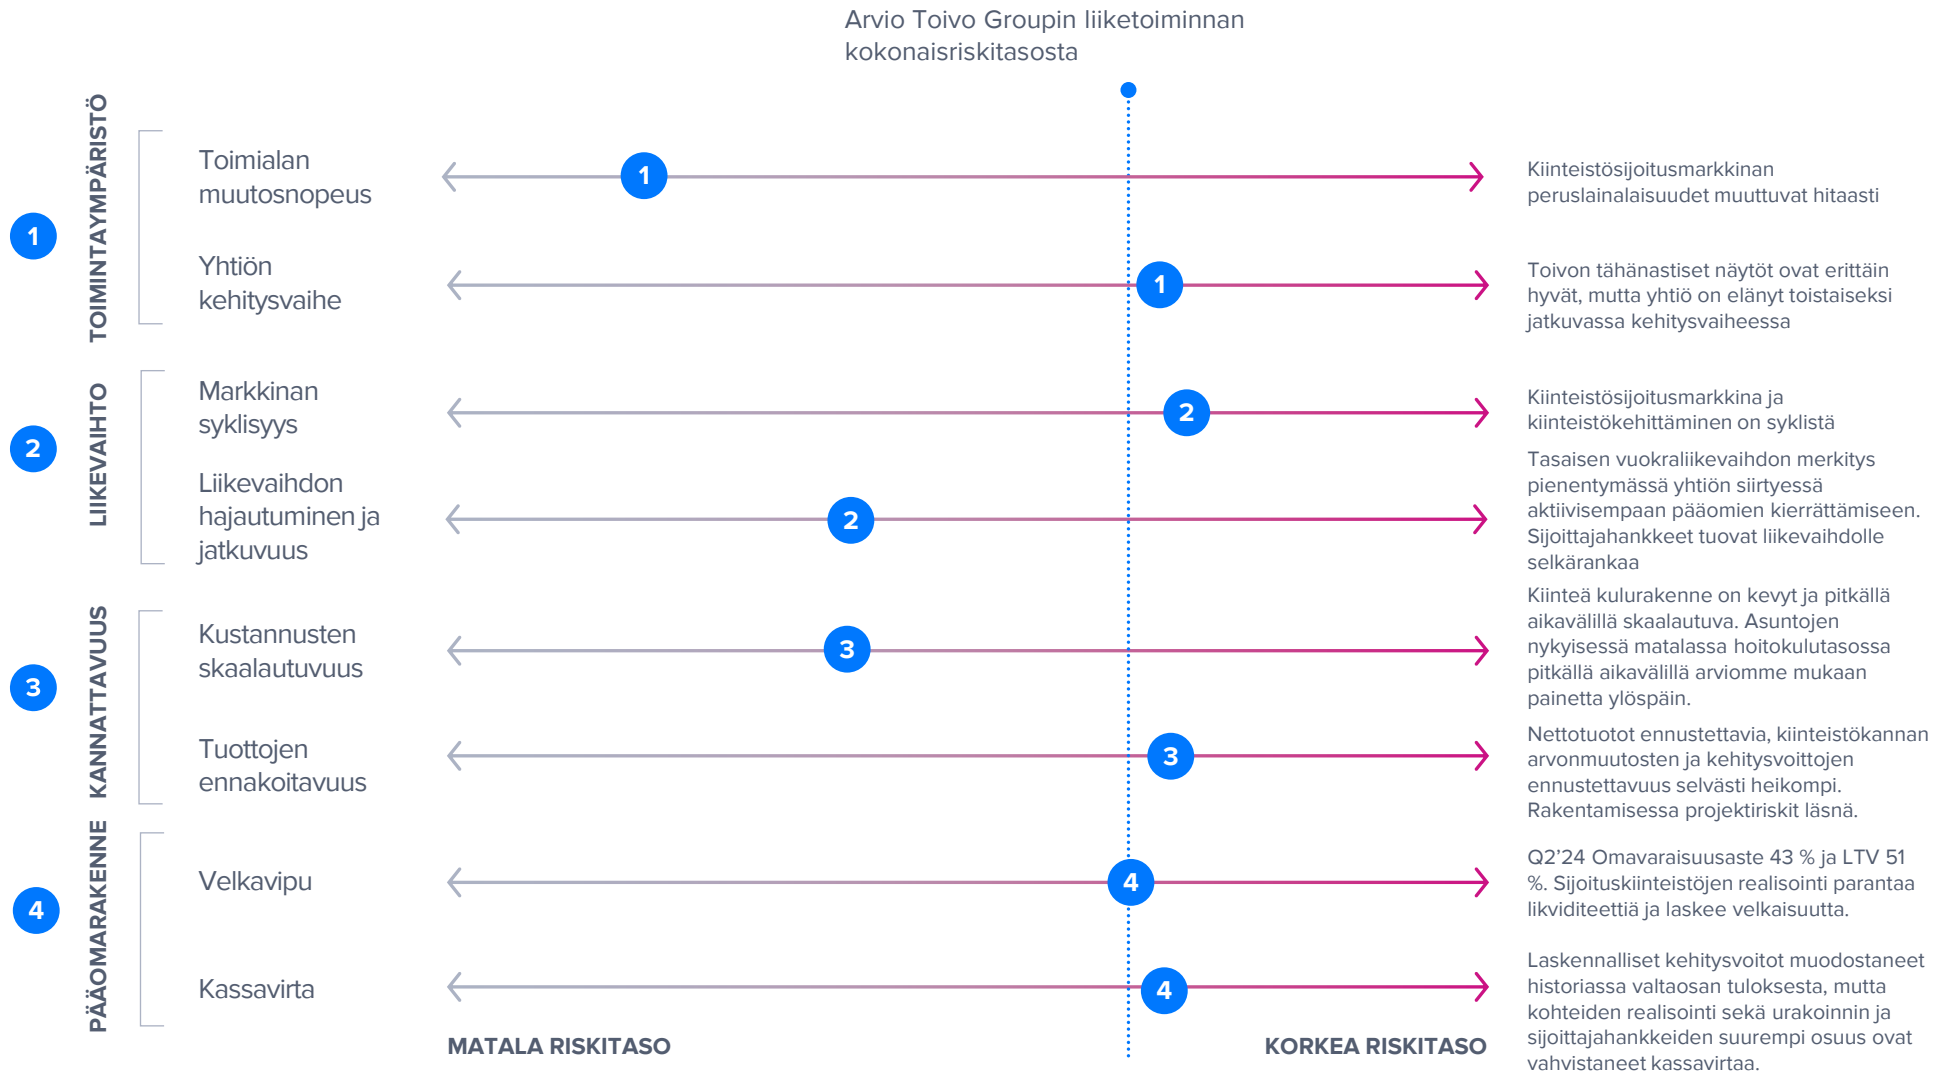 Arvio Toivo Groupin liiketoiminnan
kokonaisriskitasosta
1
TOIMINTAYMPÄRISTÖ
Toimialan
muutosnopeus
1
Kiinteistösijoitusmarkkinan
peruslainalaisuudet muuttuvat hitaasti
Yhtiön
kehitysvaihe
1
Toivon tähänastiset näytöt ovat erittäin
hyvät, mutta yhtiö on elänyt toistaiseksi
jatkuvassa kehitysvaiheessa
2
LIIKEVAIHTO
Markkinan
syklisyys
2
Kiinteistösijoitusmarkkina ja
kiinteistökehittäminen on syklistä
Liikevaihdon
hajautuminen ja
jatkuvuus
2
Tasaisen vuokraliikevaihdon merkitys
pienentymässä yhtiön siirtyessä
aktiivisempaan pääomien kierrättämiseen.
Sijoittajahankkeet tuovat liikevaihdolle
selkärankaa
3
KANNATTAVUUS
Kustannusten
skaalautuvuus
3
Kiinteä kulurakenne on kevyt ja pitkällä
aikavälillä skaalautuva. Asuntojen
nykyisessä matalassa hoitokulutasossa
pitkällä aikavälillä arviomme mukaan
painetta ylöspäin.
Tuottojen
ennakoitavuus
3
Nettotuotot ennustettavia, kiinteistökannan
arvonmuutosten ja kehitysvoittojen
ennustettavuus selvästi heikompi.
Rakentamisessa projektiriskit läsnä.
4
PÄÄOMARAKENNE
Velkavipu
4
Q2’24 Omavaraisuusaste 43 % ja LTV 51
%. Sijoituskiinteistöjen realisointi parantaa
likviditeettiä ja laskee velkaisuutta.
Kassavirta
4
Laskennalliset kehitysvoitot muodostaneet
historiassa valtaosan tuloksesta, mutta
kohteiden realisointi sekä urakoinnin ja
sijoittajahankkeiden suurempi osuus ovat
vahvistaneet kassavirtaa.
MATALA RISKITASO
KORKEA RISKITASO